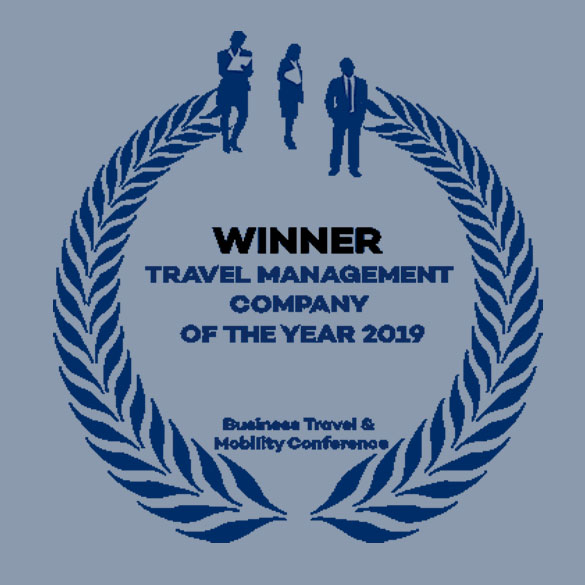 WINNER
TRAVEL MANAGEMENT
COMPANY
OF THE YEAR 2019
Business Travel &
Mobility Conference